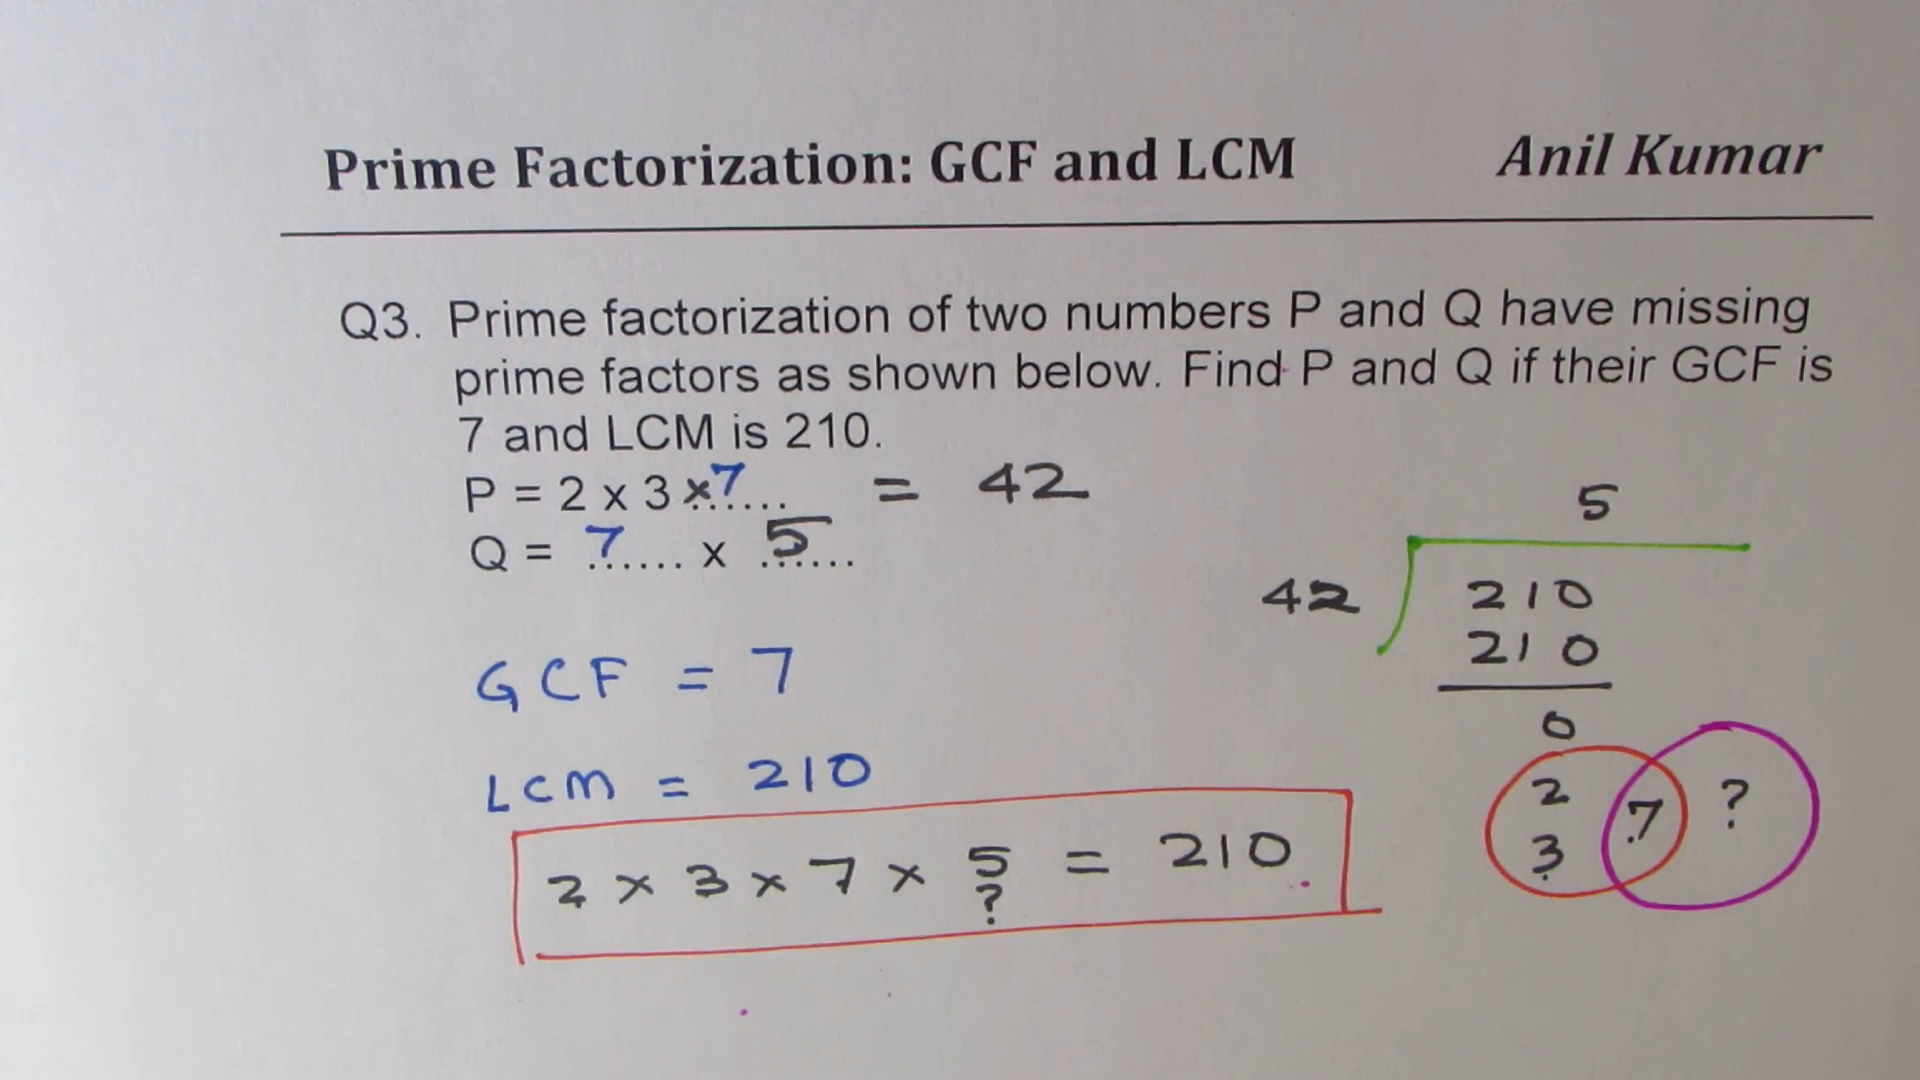 Prime Factorization: GCF and LCM Anil Kumar
Q3. Prime factorization of two numbers P and Q have missing
prime factors as shown below. Find P and Q if their GCF is
7 and LCM is 210.
P = 2 x 3 x 7...... = 42
Q = 7...... x 5......
5
42 210
210
0
GCF = 7
LCM = 210
2 x 3 x 7 x 5 = 210
?
2
3
7
?